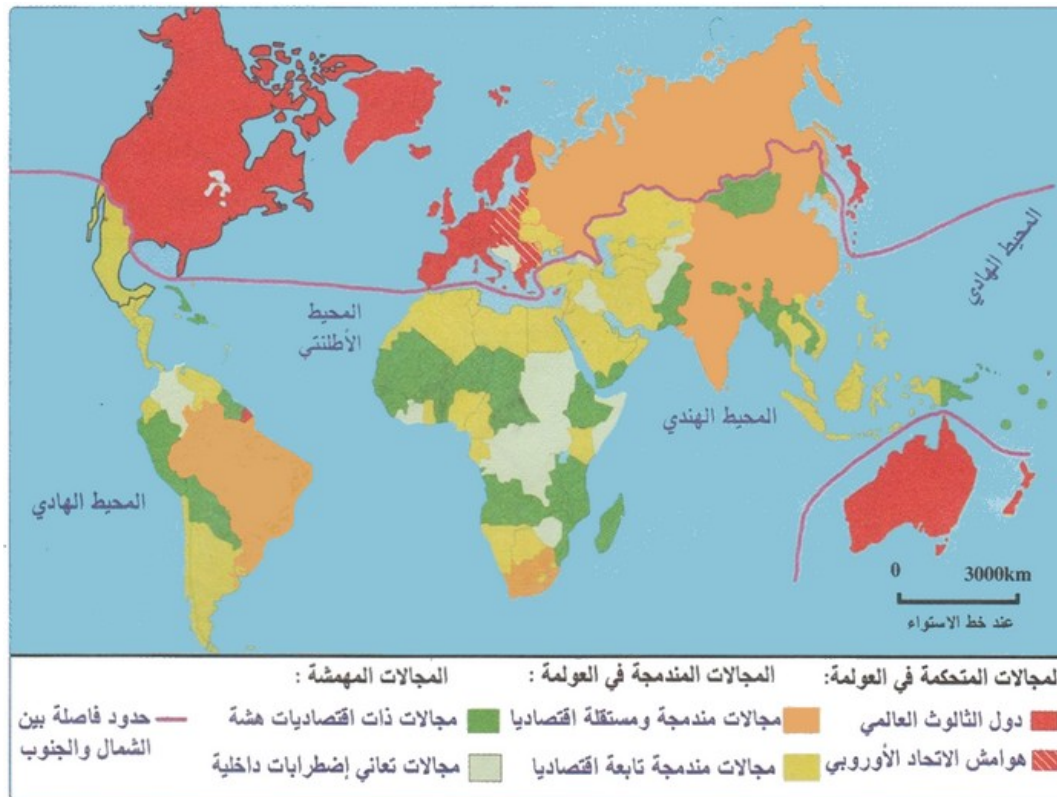 المحيط الهادي
المحيط
الأطلنتي
المحيط الهندي
المحيط الهادي
0 3000km
عند خط الاستواء
المجالات المتحكمة في العولمة:
دول الثالوث العالمي
هوامش الاتحاد الأوروبي
المجالات المندمجة في العولمة :
مجالات مندمجة ومستقلة اقتصاديا
مجالات مندمجة تابعة اقتصاديا
المجالات المهمشة :
مجالات ذات اقتصاديات هشة
مجالات تعاني إضطرابات داخلية
حدود فاصلة بين
الشمال والجنوب